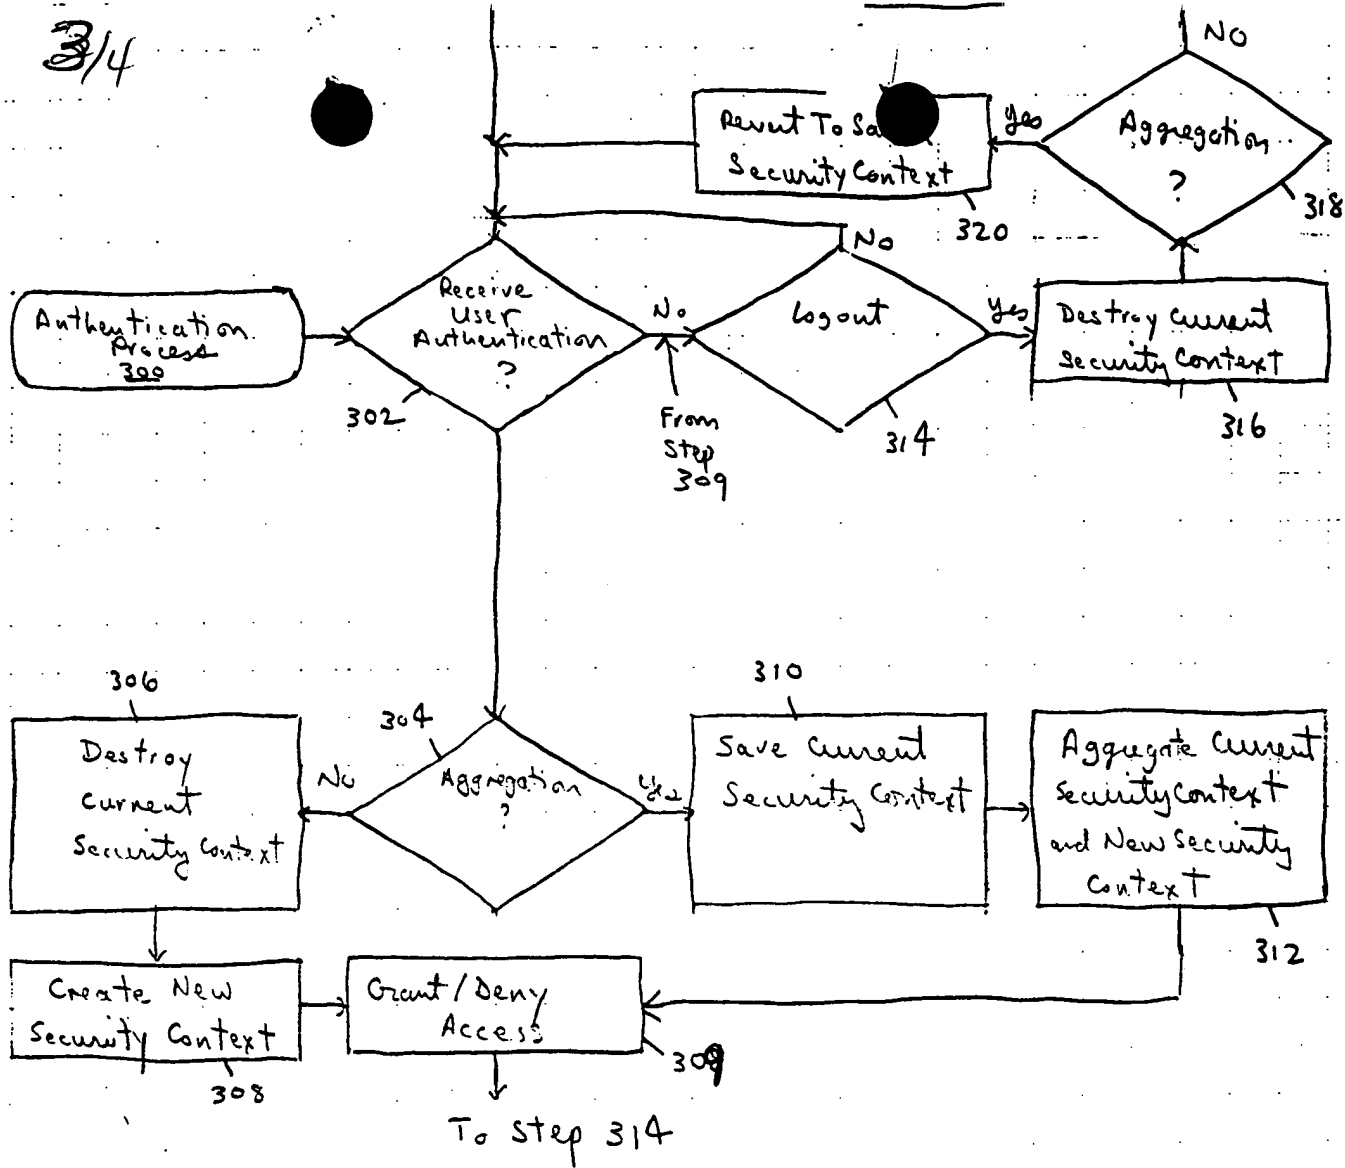 3/4
NO
Revert To Sa
Security Context
320
Yes
Aggregation
?
318
Authentication
Process
300
Receive
User
Authentication
?
302
No
From
Step
309
No
Logout
314
Yes
Destroy Current
Security Context
316
306
Destroy
Current
Security Context
No
304
Aggregation
?
Yes
310
Save Current
Security Context
Aggregate Current
Security Context
and New Security
Context
312
Create New
Security Context
308
Grant/Deny
Access
309
To Step 314